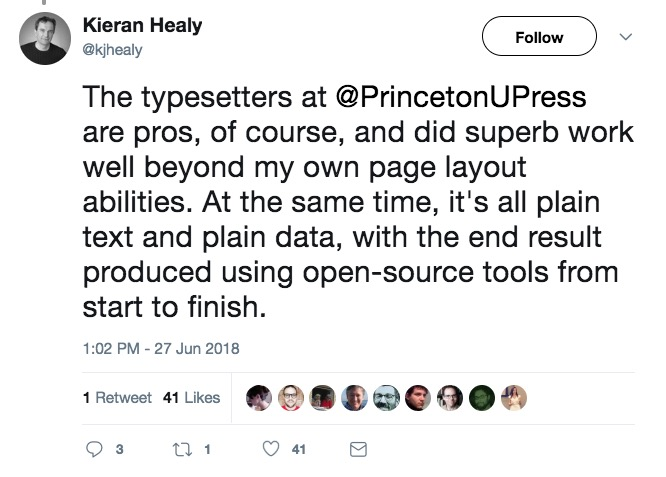 Kieran Healy
@kjhealy
Follow
The typesetters at @PrincetonUPress
are pros, of course, and did superb work
well beyond my own page layout
abilities. At the same time, it's all plain
text and plain data, with the end result
produced using open-source tools from
start to finish.
1:02 PM - 27 Jun 2018
1 Retweet 41 Likes
3 1 41